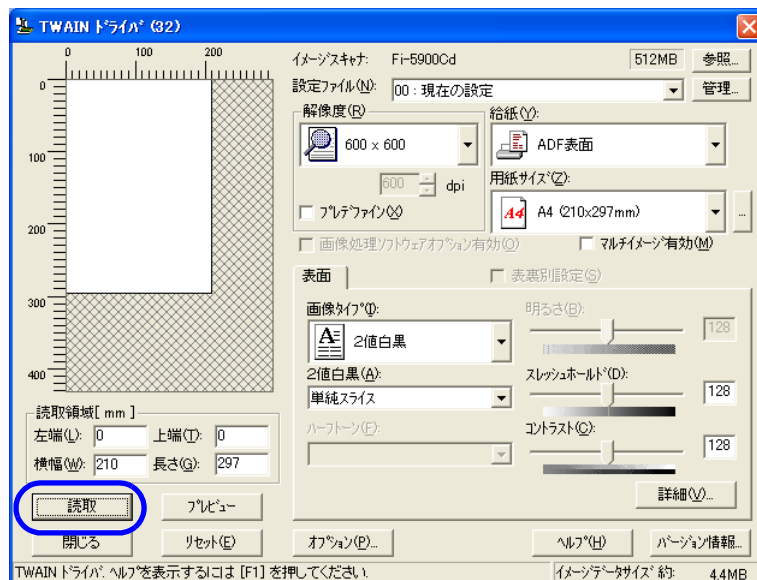 TWAIN ﾄﾞﾗｲﾊﾞ (32)
0 100 200
0
100
200
300
400
ｲﾒｰｼﾞｽｷｬﾅ: Fi-5900Cd 512MB 参照...
設定ﾌｧｲﾙ(N): 00 : 現在の設定 管理...
解像度(R)
600 × 600
600 dpi
ﾌﾟﾚﾃﾞﾌｧｲﾝ(X)
給紙(Y):
ADF表面
用紙ｻｲｽﾞ(Z):
A4 A4 (210x297mm) ...
画像処理ｿﾌﾄｳｪｱｵﾌﾟｼｮﾝ有効(O) ﾏﾙﾁｲﾒｰｼﾞ有効(M)
表面 表裏別設定(S)
画像ﾀｲﾌﾟ(I):
A 2値白黒
2値白黒(A):
単純ｽﾗｲｽ
ﾊｰﾌﾄｰﾝ(F):
明るさ(B):
128
ｽﾚｯｼｭﾎｰﾙﾄﾞ(D):
128
ｺﾝﾄﾗｽﾄ(C):
128
詳細(V)...
読取領域[ mm ]
左端(L): 0 上端(T): 0
横幅(W): 210 長さ(G): 297
読取 ﾌﾟﾚﾋﾞｭｰ
閉じる ﾘｾｯﾄ(E) ｵﾌﾟｼｮﾝ(P)... ﾍﾙﾌﾟ(H) ﾊﾞｰｼﾞｮﾝ情報...
TWAIN ﾄﾞﾗｲﾊﾞ. ﾍﾙﾌﾟを表示するには [F1] を押してください. ｲﾒｰｼﾞﾃﾞｰﾀｻｲｽﾞ 約: 4.4MB